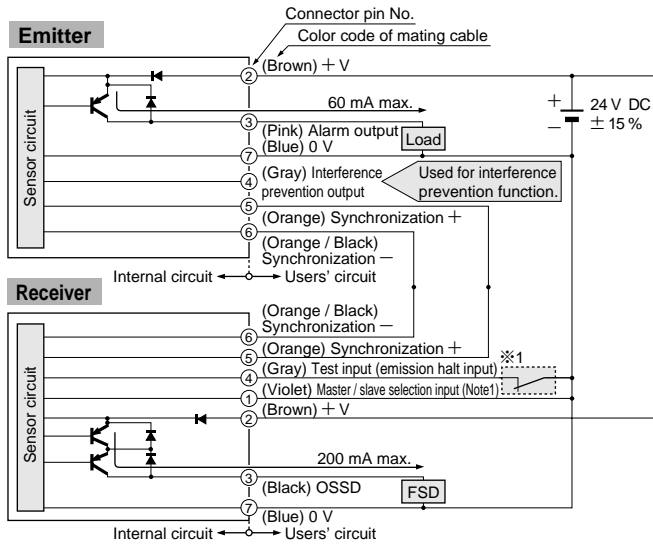 Connector pin No.
Color code of mating cable
Emitter
Sensor circuit
2 (Brown) + V
60 mA max.
3
(Pink) Alarm output
Load
+
−
24 V DC
± 15 %
(Blue) 0 V
7
4 (Gray) Interference
prevention output
Used for interference
prevention function.
5
(Orange) Synchronization +
6
(Orange / Black)
Synchronization −
Internal circuit
Users' circuit
Receiver
Sensor circuit
(Orange / Black)
Synchronization −
6
(Orange) Synchronization +
5
※1
4 (Gray) Test input (emission halt input)
(Violet) Master / slave selection input (Note1)
1
(Brown) + V
2
200 mA max.
3
(Black) OSSD
FSD
7
(Blue) 0 V
Internal circuit
Users' circuit